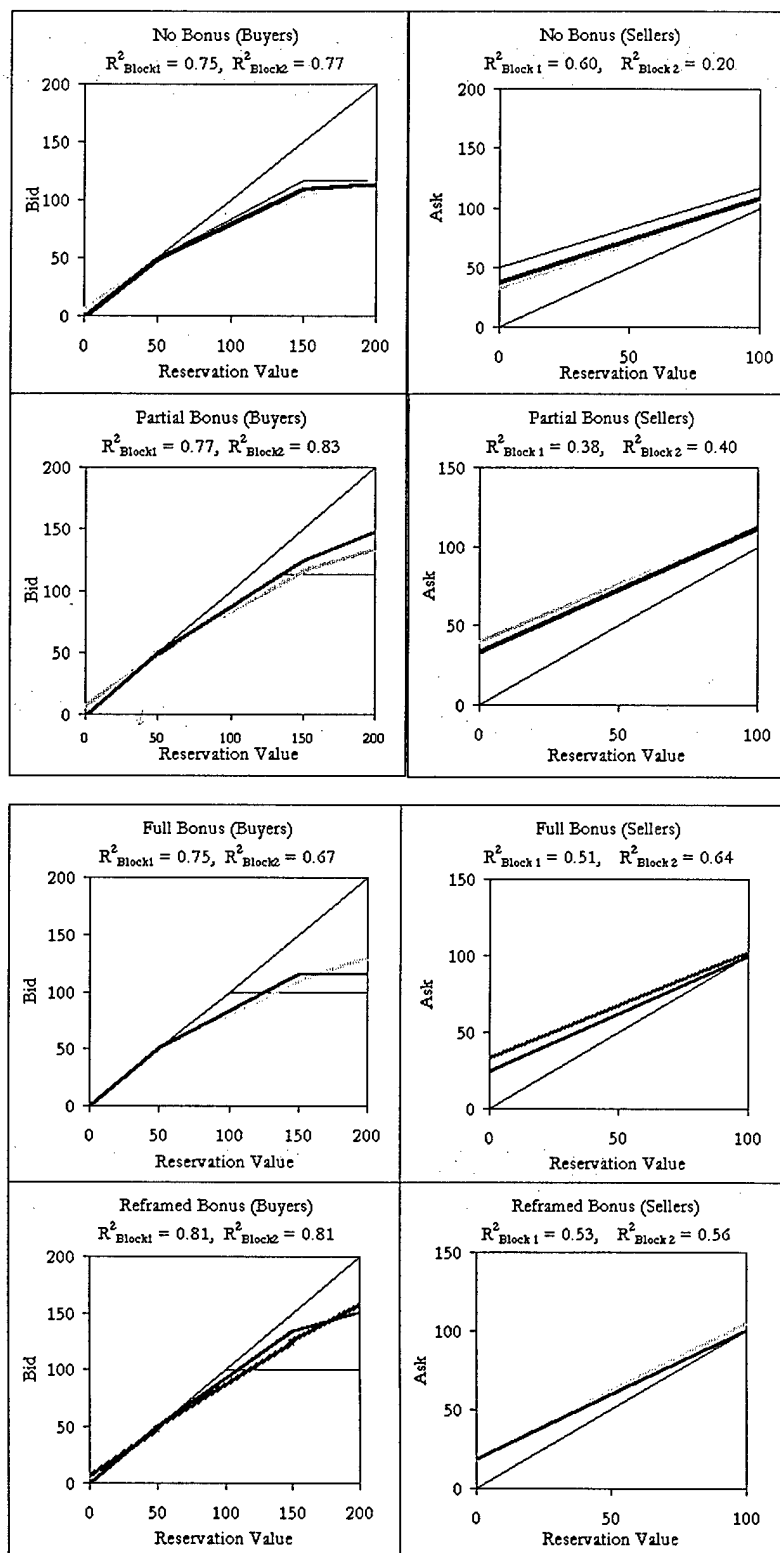 No Bonus (Buyers)
R²Block1 = 0.75, R²Block2 = 0.77
200
150
100
50
0
Bid
0 50 100 150 200
Reservation Value
No Bonus (Sellers)
R²Block 1 = 0.60, R²Block 2 = 0.20
200
150
100
50
0
Ask
0 50 100
Reservation Value
Partial Bonus (Buyers)
R²Block1 = 0.77, R²Block2 = 0.83
200
150
100
50
0
Bid
0 50 100 150 200
Reservation Value
Partial Bonus (Sellers)
R²Block 1 = 0.38, R²Block 2 = 0.40
150
100
50
0
Ask
0 50 100
Reservation Value
Full Bonus (Buyers)
R²Block1 = 0.75, R²Block2 = 0.67
200
150
100
50
0
Bid
0 50 100 150 200
Reservation Value
Full Bonus (Sellers)
R²Block 1 = 0.51, R²Block 2 = 0.64
150
100
50
0
Ask
0 50 100
Reservation Value
Reframed Bonus (Buyers)
R²Block1 = 0.81, R²Block2 = 0.81
200
150
100
50
0
Bid
0 50 100 150 200
Reservation Value
Reframed Bonus (Sellers)
R²Block 1 = 0.53, R²Block 2 = 0.56
150
100
50
0
Ask
0 50 100
Reservation Value